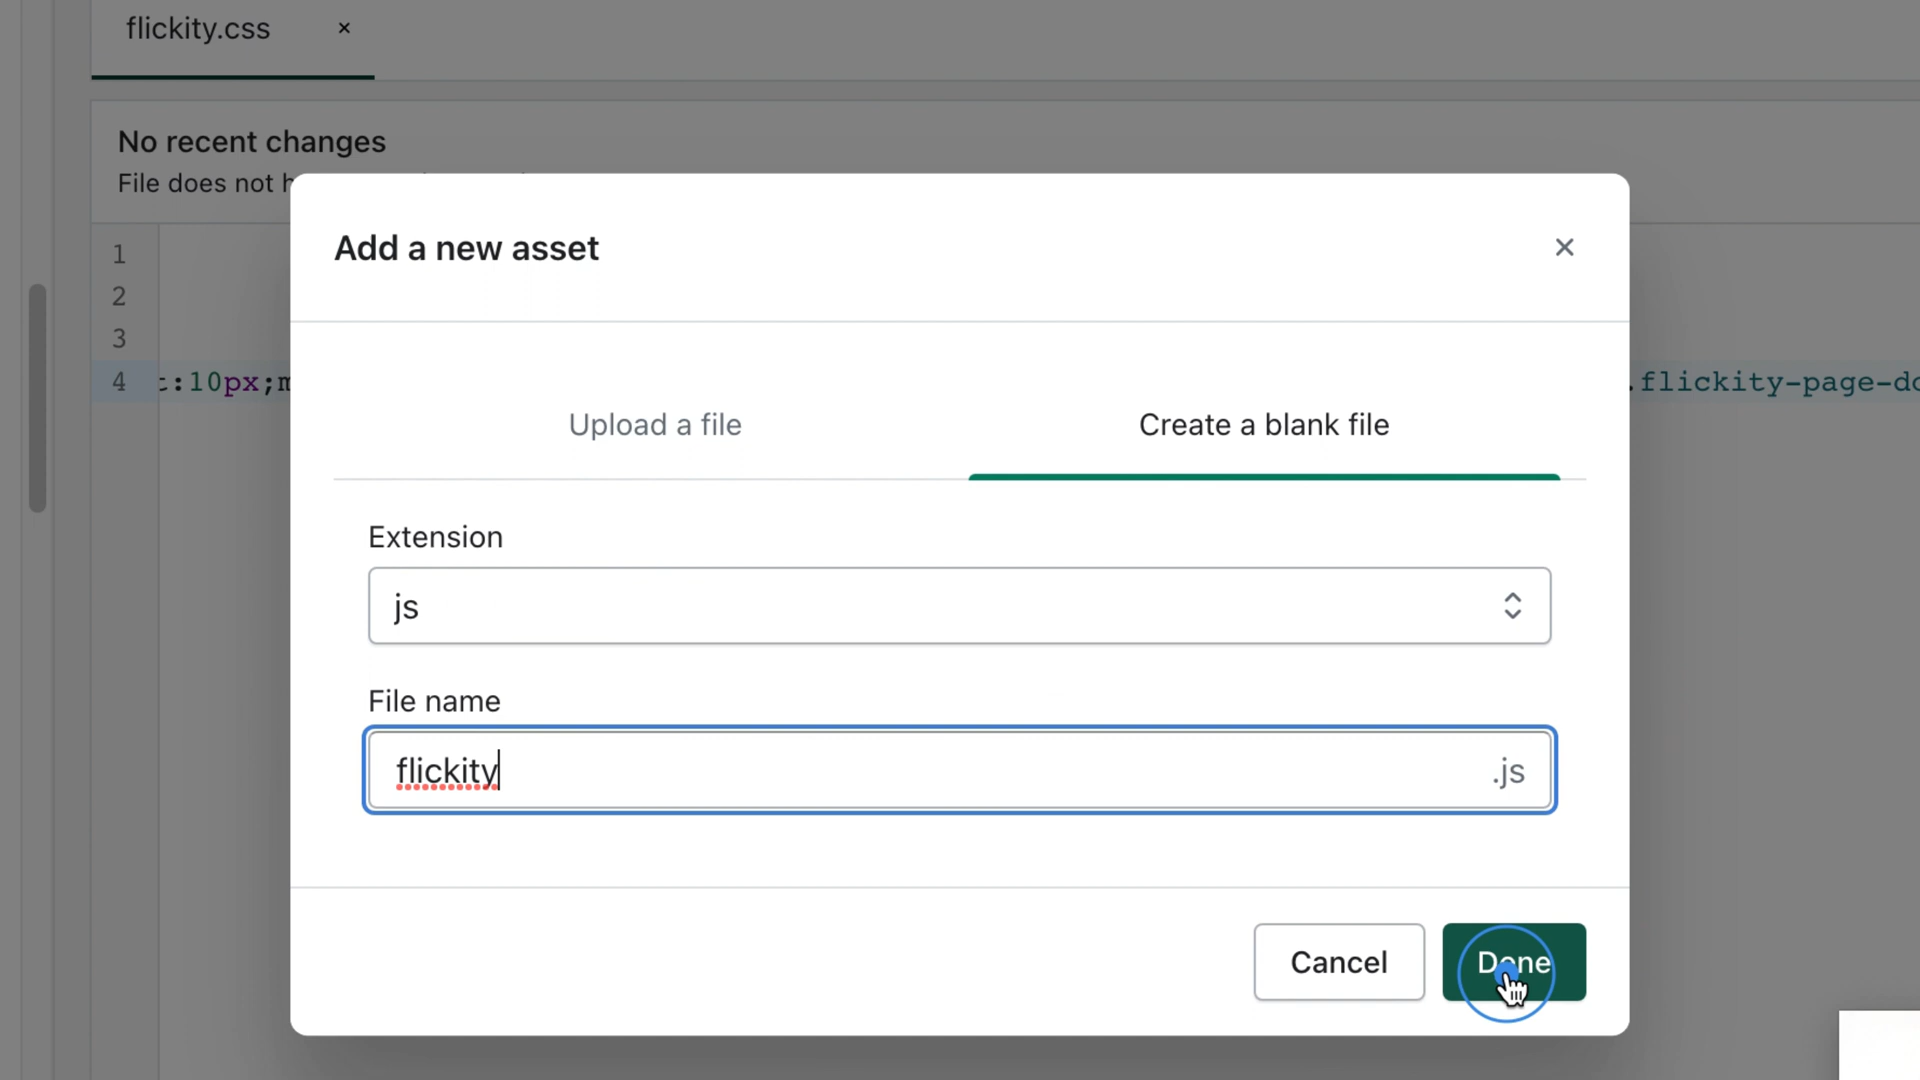 flickity.css ×
No recent changes
File does not h
Add a new asset ×
Upload a file Create a blank file
1
2
3
4 t:10px;m .flickity-page-do
Extension
js
File name
flickity .js
Cancel Done